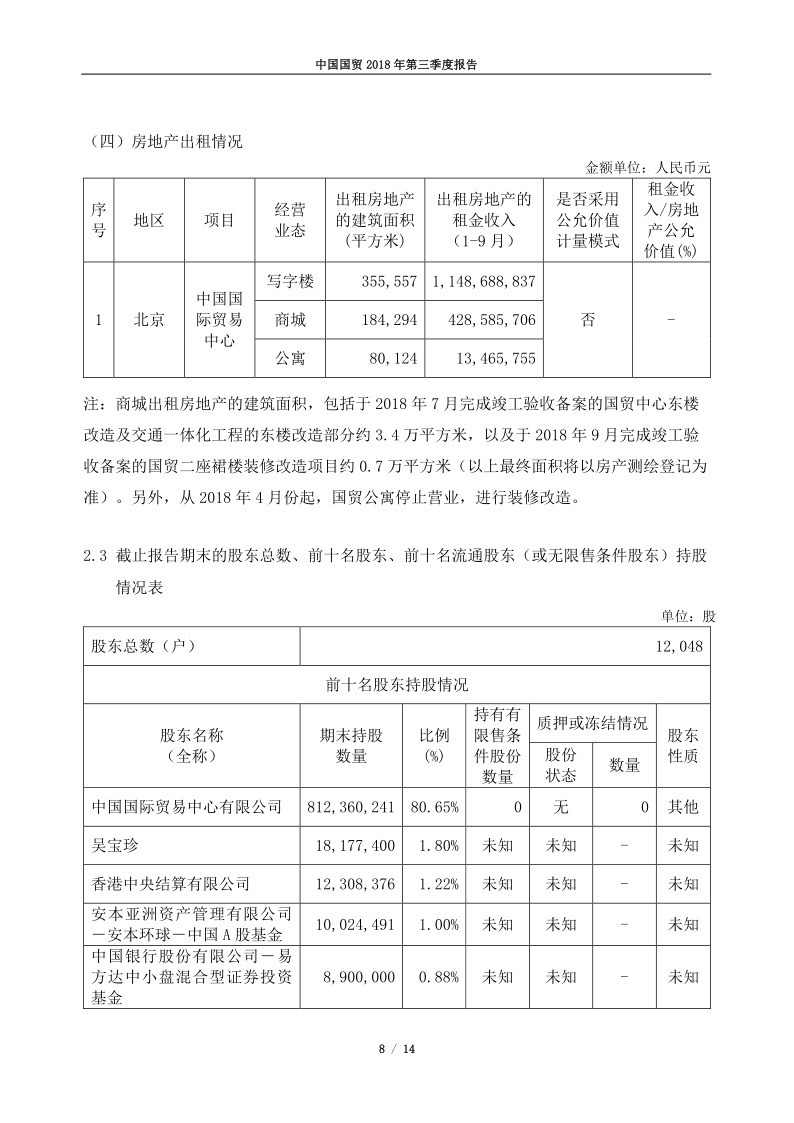 中国国贸 2018 年第三季度报告
（四）房地产出租情况
金额单位：人民币元
序号 地区 项目 经营业态 出租房地产的建筑面积（平方米） 出租房地产的租金收入（1-9 月） 是否采用公允价值计量模式 租金收入/房地产公允价值(%)
1 北京 中国国际贸易中心 写字楼 355,557 1,148,688,837 否 -
商城 184,294 428,585,706
公寓 80,124 13,465,755
注：商城出租房地产的建筑面积，包括于 2018 年 7 月完成竣工验收备案的国贸中心东楼
改造及交通一体化工程的东楼改造部分约 3.4 万平方米，以及于 2018 年 9 月完成竣工验
收备案的国贸二座裙楼装修改造项目约 0.7 万平方米（以上最终面积将以房产测绘登记为
准）。另外，从 2018 年 4 月份起，国贸公寓停止营业，进行装修改造。
2.3 截止报告期末的股东总数、前十名股东、前十名流通股东（或无限售条件股东）持股
情况表
单位：股
股东总数（户） 12,048
前十名股东持股情况
股东名称（全称） 期末持股数量 比例(%) 持有有限售条件股份数量 质押或冻结情况 股东性质
股份状态 数量
中国国际贸易中心有限公司 812,360,241 80.65% 0 无 0 其他
吴宝珍 18,177,400 1.80% 未知 未知 - 未知
香港中央结算有限公司 12,308,376 1.22% 未知 未知 - 未知
安本亚洲资产管理有限公司
－安本环球－中国 A 股基金 10,024,491 1.00% 未知 未知 - 未知
中国银行股份有限公司－易
方达中小盘混合型证券投资
基金 8,900,000 0.88% 未知 未知 - 未知
8 / 14